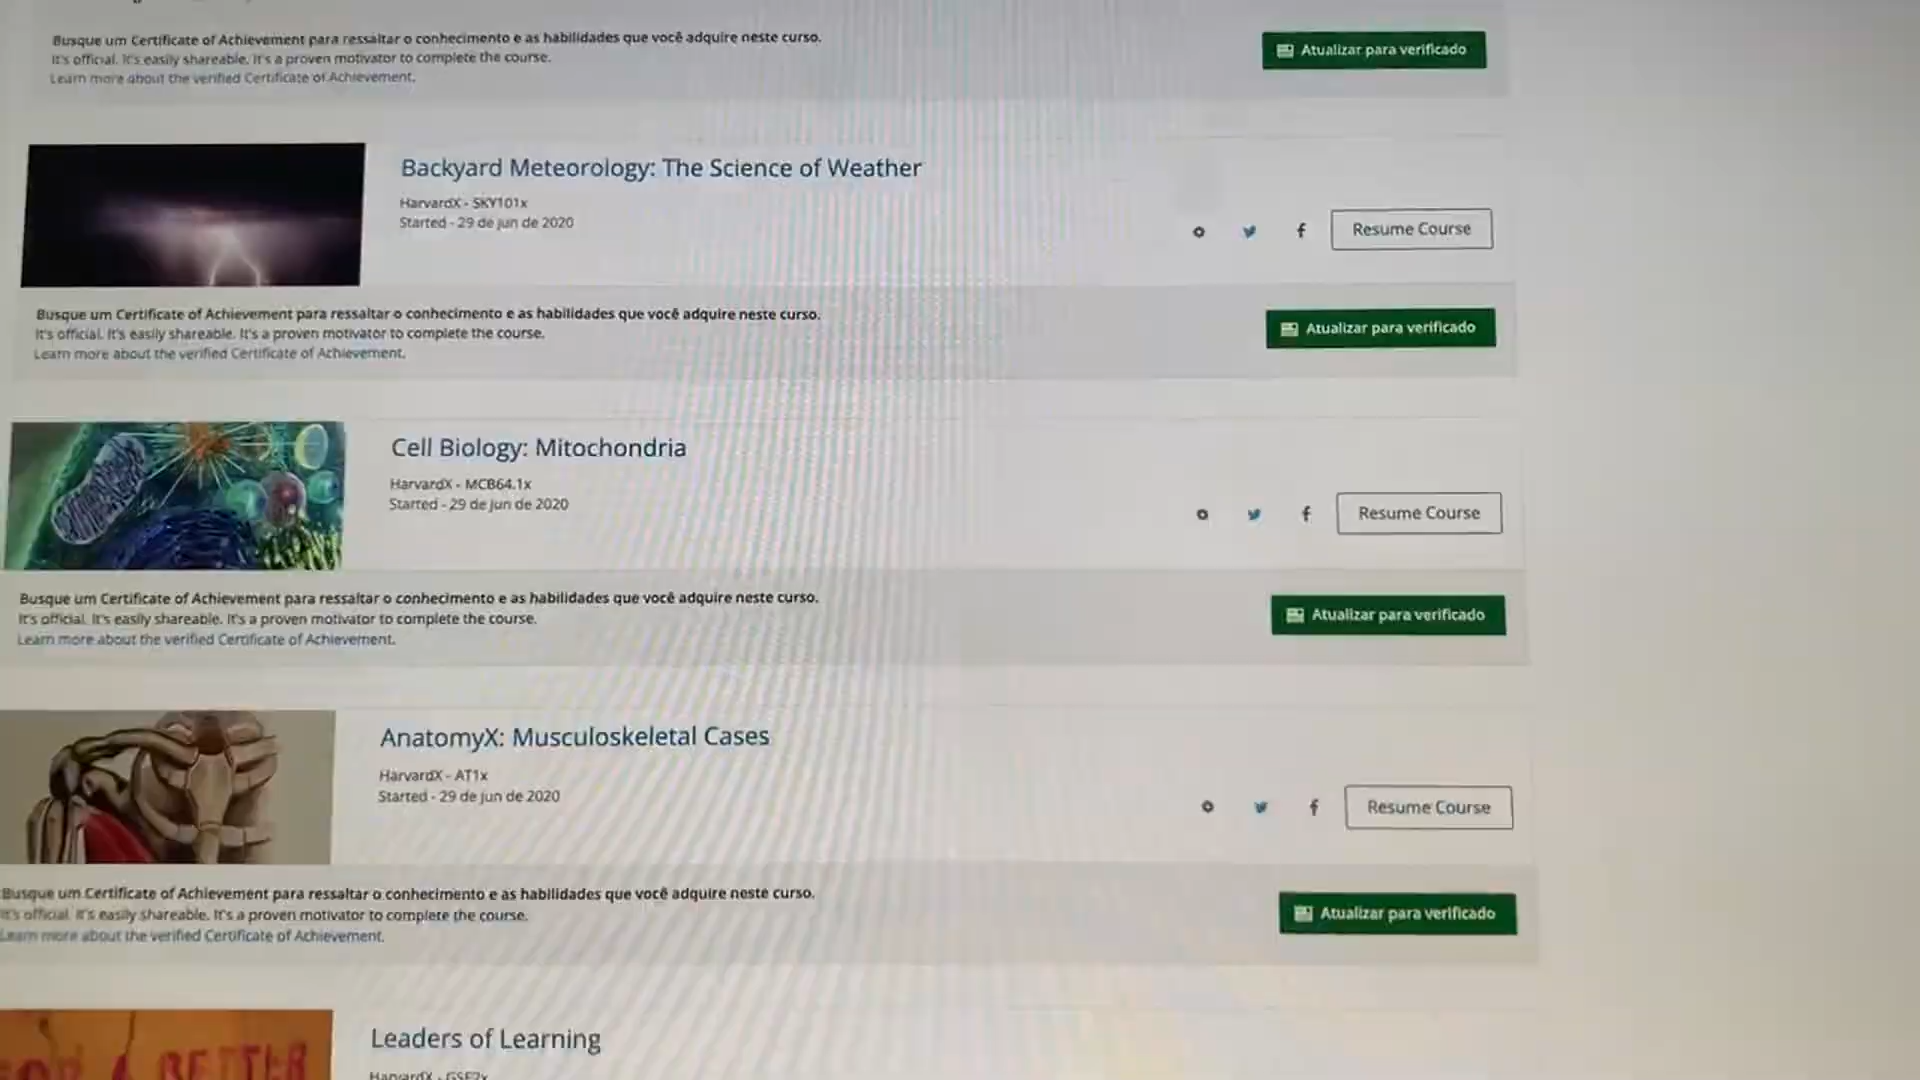 Busque um Certificate of Achievement para ressaltar o conhecimento e as habilidades que você adquire neste curso.
It's official. It's easily shareable. It's a proven motivator to complete the course.
Learn more about the verified Certificate of Achievement.
Atualizar para verificado
Backyard Meteorology: The Science of Weather
HarvardX - SKY101x
Started - 29 de jun de 2020
Resume Course
Busque um Certificate of Achievement para ressaltar o conhecimento e as habilidades que você adquire neste curso.
It's official. It's easily shareable. It's a proven motivator to complete the course.
Learn more about the verified Certificate of Achievement.
Atualizar para verificado
Cell Biology: Mitochondria
HarvardX - MCB64.1x
Started - 29 de jun de 2020
Resume Course
Busque um Certificate of Achievement para ressaltar o conhecimento e as habilidades que você adquire neste curso.
It's official. It's easily shareable. It's a proven motivator to complete the course.
Learn more about the verified Certificate of Achievement.
Atualizar para verificado
AnatomyX: Musculoskeletal Cases
HarvardX - AT1x
Started - 29 de jun de 2020
Resume Course
Busque um Certificate of Achievement para ressaltar o conhecimento e as habilidades que você adquire neste curso.
It's official. It's easily shareable. It's a proven motivator to complete the course.
Learn more about the verified Certificate of Achievement.
Atualizar para verificado
A BETTER
Leaders of Learning
HarvardX - GSE2x